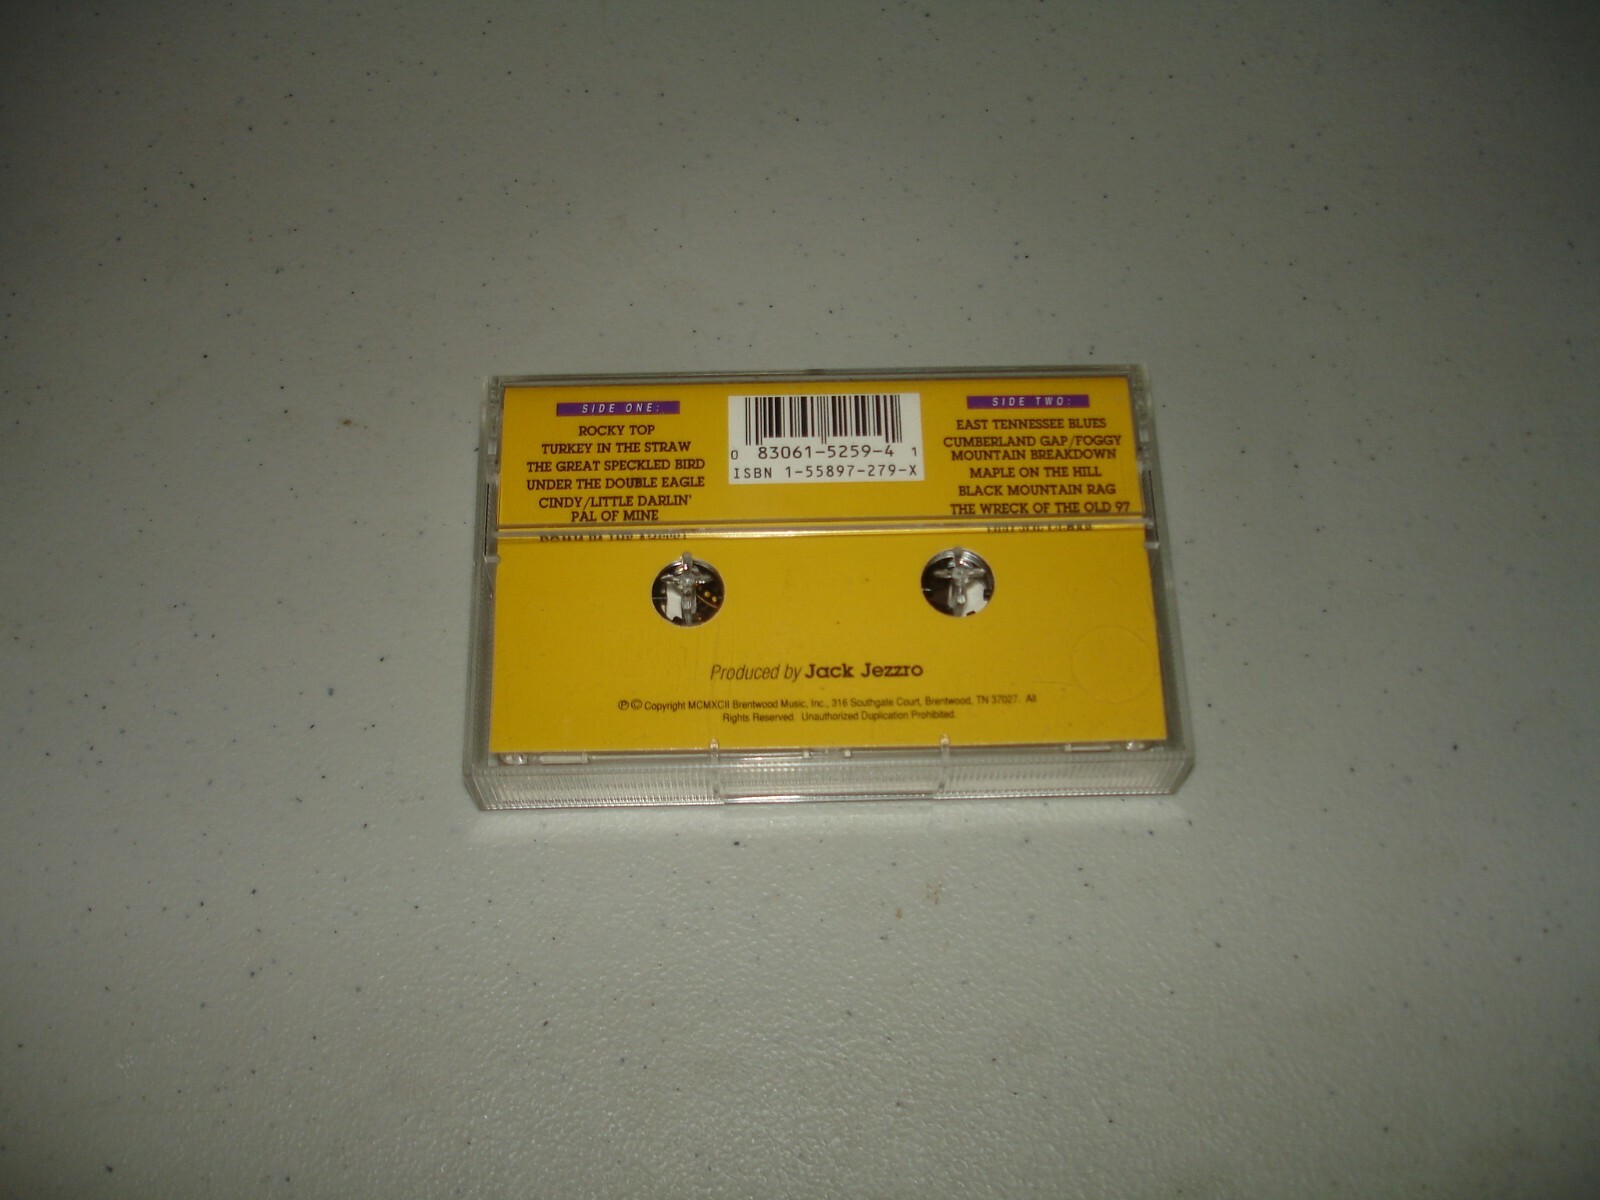 SIDE ONE:
ROCKY TOP
TURKEY IN THE STRAW
THE GREAT SPECKLED BIRD
UNDER THE DOUBLE EAGLE
CINDY/LITTLE DARLIN'
PAL OF MINE
0 83061-5259-4 1
ISBN 1-55897-279-X
SIDE TWO:
EAST TENNESSEE BLUES
CUMBERLAND GAP/FOGGY
MOUNTAIN BREAKDOWN
MAPLE ON THE HILL
BLACK MOUNTAIN RAG
THE WRECK OF THE OLD 97
Produced by Jack Jezzro
℗© Copyright MCMXCII Brentwood Music, Inc., 316 Southgate Court, Brentwood, TN 37027. All
Rights Reserved. Unauthorized Duplication Prohibited.